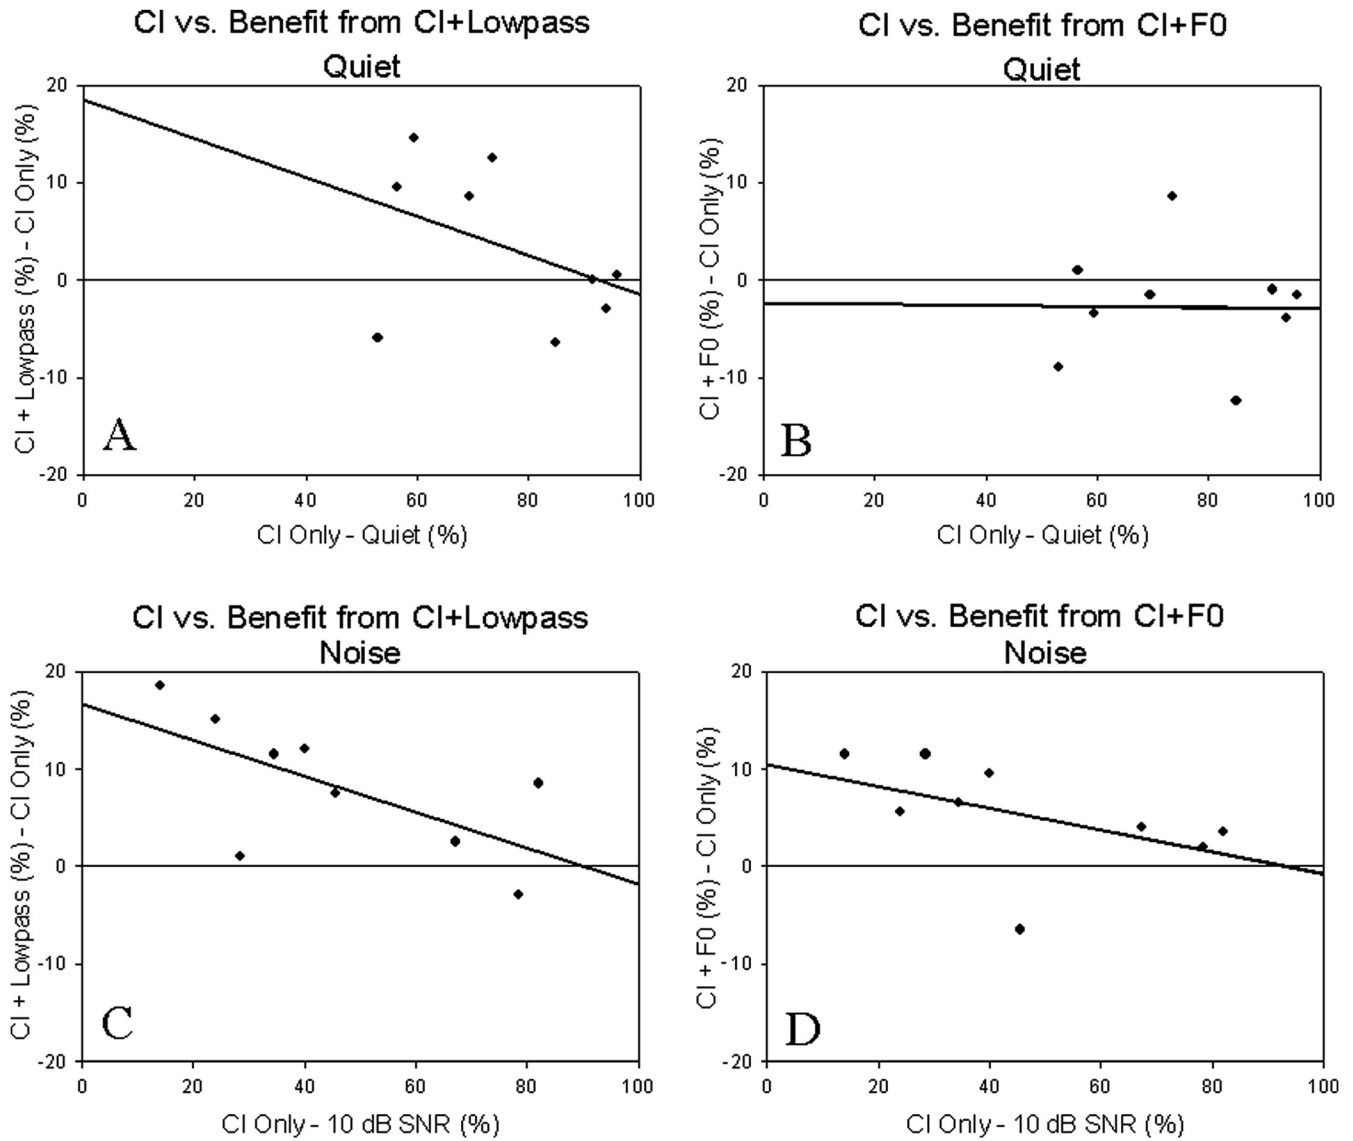 CI vs. Benefit from CI+Lowpass
Quiet
CI + Lowpass (%) - CI Only (%)
20
10
0
-10
-20
A
0 20 40 60 80 100
CI Only - Quiet (%)
CI vs. Benefit from CI+F0
Quiet
CI + F0 (%) - CI Only (%)
20
10
0
-10
-20
B
0 20 40 60 80 100
CI Only - Quiet (%)
CI vs. Benefit from CI+Lowpass
Noise
CI + Lowpass (%) - CI Only (%)
20
10
0
-10
-20
C
0 20 40 60 80 100
CI Only - 10 dB SNR (%)
CI vs. Benefit from CI+F0
Noise
CI + F0 (%) - CI Only (%)
20
10
0
-10
-20
D
0 20 40 60 80 100
CI Only - 10 dB SNR (%)